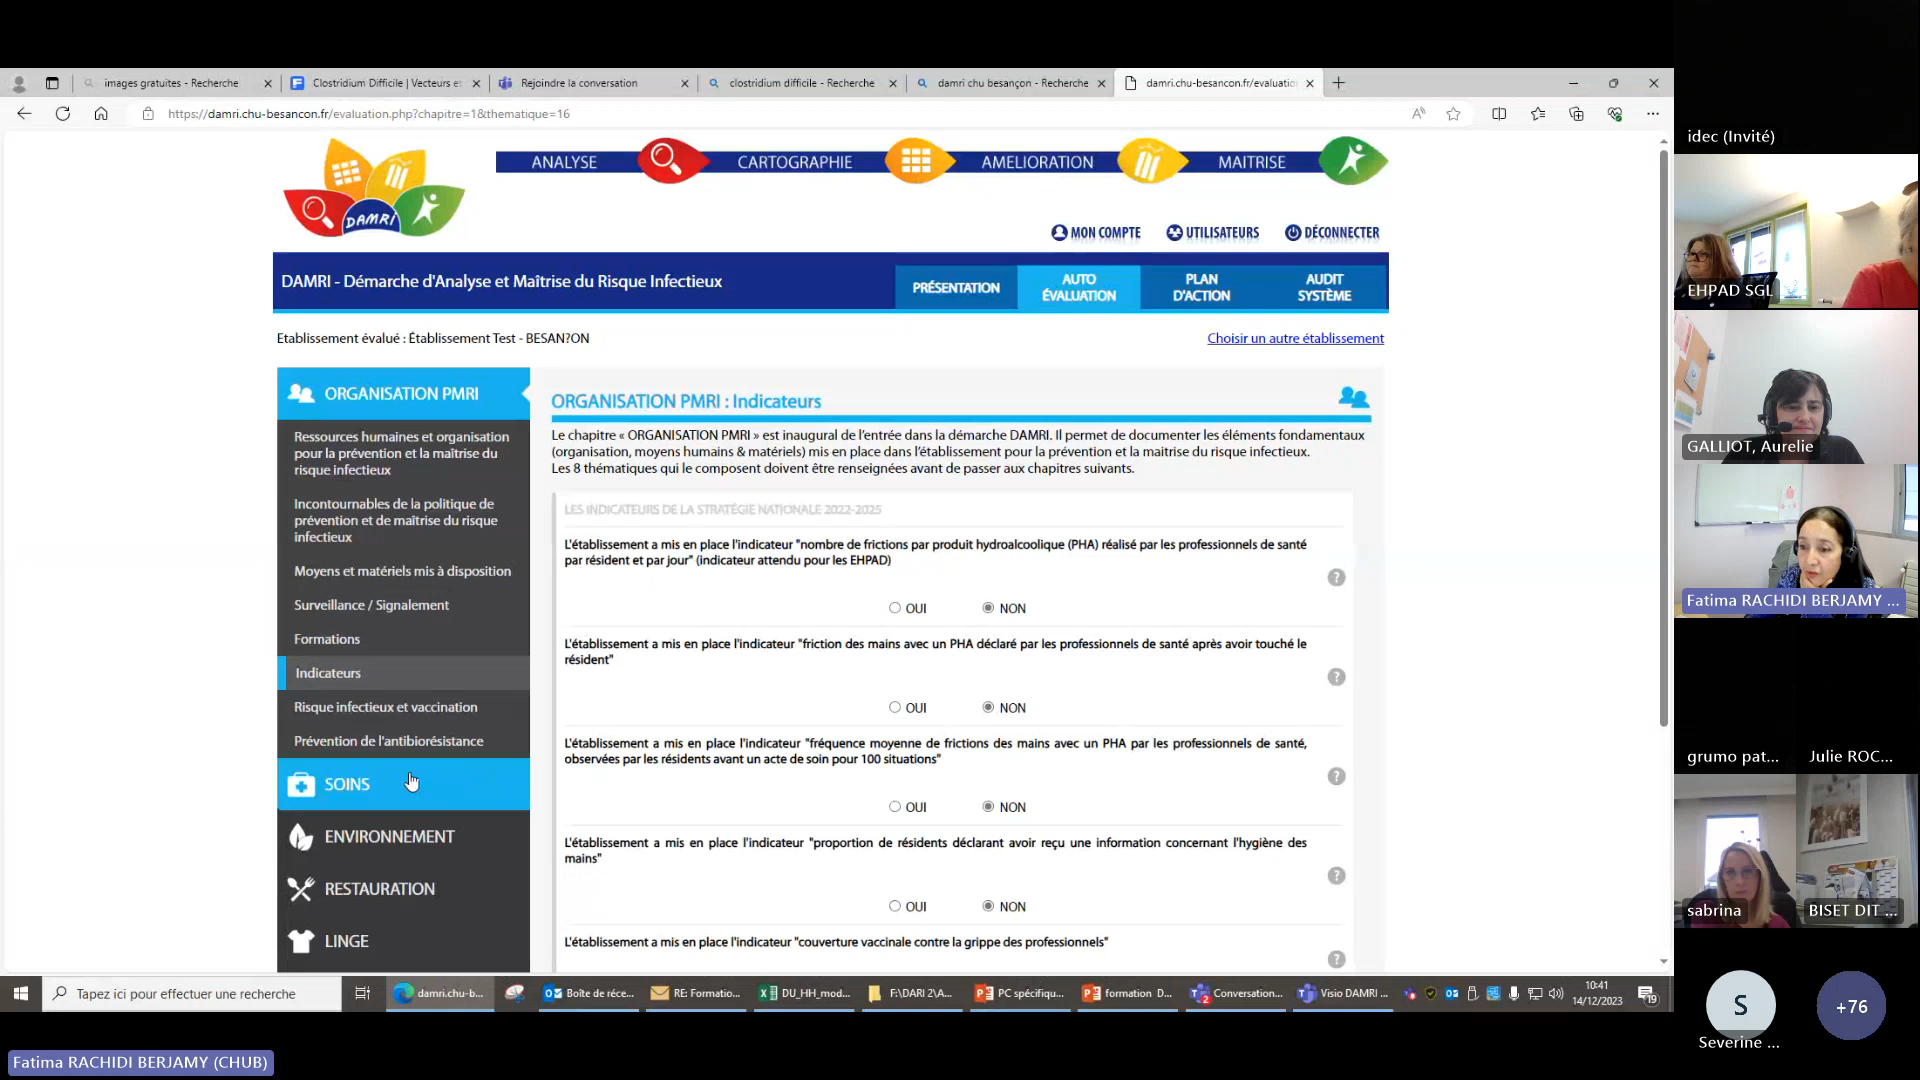 images gratuites - Recherche
Clostridium Difficile | Vecteurs et
Rejoindre la conversation
clostridium difficile - Recherche
damri chu besançon - Recherche
damri.chu-besancon.fr/evaluatio
https://damri.chu-besancon.fr/evaluation.php?chapitre=1&thematique=16
DAMRI
ANALYSE
CARTOGRAPHIE
AMELIORATION
MAITRISE
MON COMPTE
UTILISATEURS
DÉCONNECTER
DAMRI - Démarche d'Analyse et Maîtrise du Risque Infectieux
PRÉSENTATION
AUTO
ÉVALUATION
PLAN
D'ACTION
AUDIT
SYSTÈME
Etablissement évalué : Établissement Test - BESAN?ON
Choisir un autre établissement
ORGANISATION PMRI
Ressources humaines et organisation
pour la prévention et la maîtrise du
risque infectieux
Incontournables de la politique de
prévention et de maîtrise du risque
infectieux
Moyens et matériels mis à disposition
Surveillance / Signalement
Formations
Indicateurs
Risque infectieux et vaccination
Prévention de l'antibiorésistance
SOINS
ENVIRONNEMENT
RESTAURATION
LINGE
ORGANISATION PMRI : Indicateurs
Le chapitre « ORGANISATION PMRI » est inaugural de l'entrée dans la démarche DAMRI. Il permet de documenter les éléments fondamentaux
(organisation, moyens humains & matériels) mis en place dans l'établissement pour la prévention et la maitrise du risque infectieux.
Les 8 thématiques qui le composent doivent être renseignées avant de passer aux chapitres suivants.
LES INDICATEURS DE LA STRATÉGIE NATIONALE 2022-2025
L'établissement a mis en place l'indicateur "nombre de frictions par produit hydroalcoolique (PHA) réalisé par les professionnels de santé
par résident et par jour" (indicateur attendu pour les EHPAD)
?
OUI NON
L'établissement a mis en place l'indicateur "friction des mains avec un PHA déclaré par les professionnels de santé après avoir touché le
résident"
?
OUI NON
L'établissement a mis en place l'indicateur "fréquence moyenne de frictions des mains avec un PHA par les professionnels de santé,
observées par les résidents avant un acte de soin pour 100 situations"
?
OUI NON
L'établissement a mis en place l'indicateur "proportion de résidents déclarant avoir reçu une information concernant l'hygiène des
mains"
?
OUI NON
L'établissement a mis en place l'indicateur "couverture vaccinale contre la grippe des professionnels"
?
Tapez ici pour effectuer une recherche
damri.chu-b...
Boîte de réce...
RE: Formatio...
DU_HH_mod...
F:\DARI 2\A...
PC spécifiqu...
formation D...
Conversation...
Visio DAMRI ...
10:41
14/12/2023
19
idec (Invité)
EHPAD SGL
GALLIOT, Aurelie
Fatima RACHIDI BERJAMY ...
grumo pat...
Julie ROC...
sabrina
BISET DIT ...
S
Severine ...
+76
Fatima RACHIDI BERJAMY (CHUB)